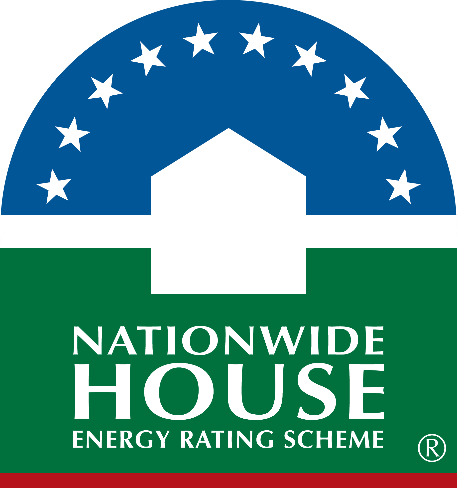 NATIONWIDE
HOUSE
ENERGY RATING SCHEME
®